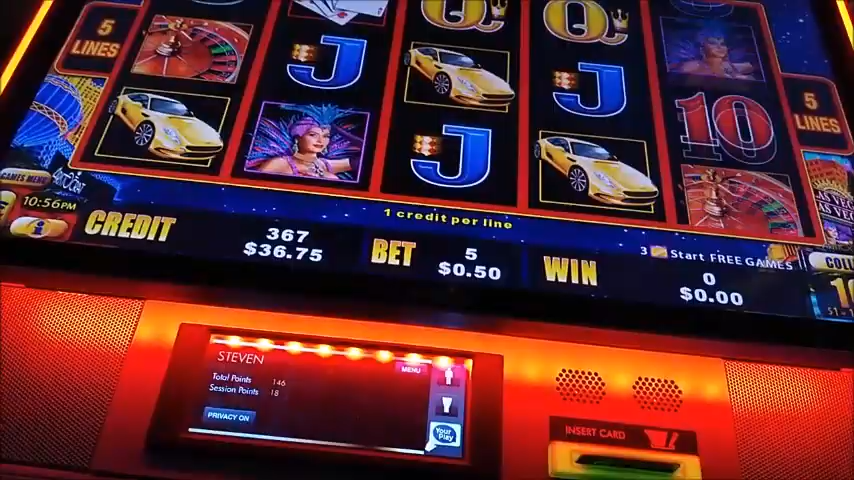 Q
Q
5
LINES
J
J
J
10
5
LINES
GAMES MENU
10:56PM
1 credit per line
CREDIT
367
$36.75
BET
5
$0.50
WIN
3 Start FREE GAMES
0
$0.00
STEVEN
Total Points 146
Session Points 18
MENU
PRIVACY ON
Your Play
INSERT CARD